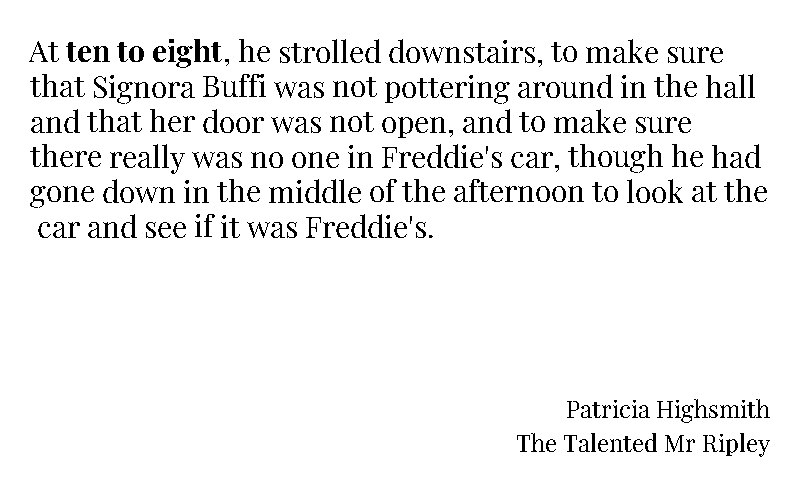 At ten to eight, he strolled downstairs, to make sure
that Signora Buffi was not pottering around in the hall
and that her door was not open, and to make sure
there really was no one in Freddie's car, though he had
gone down in the middle of the afternoon to look at the
car and see if it was Freddie's.
Patricia Highsmith
The Talented Mr Ripley